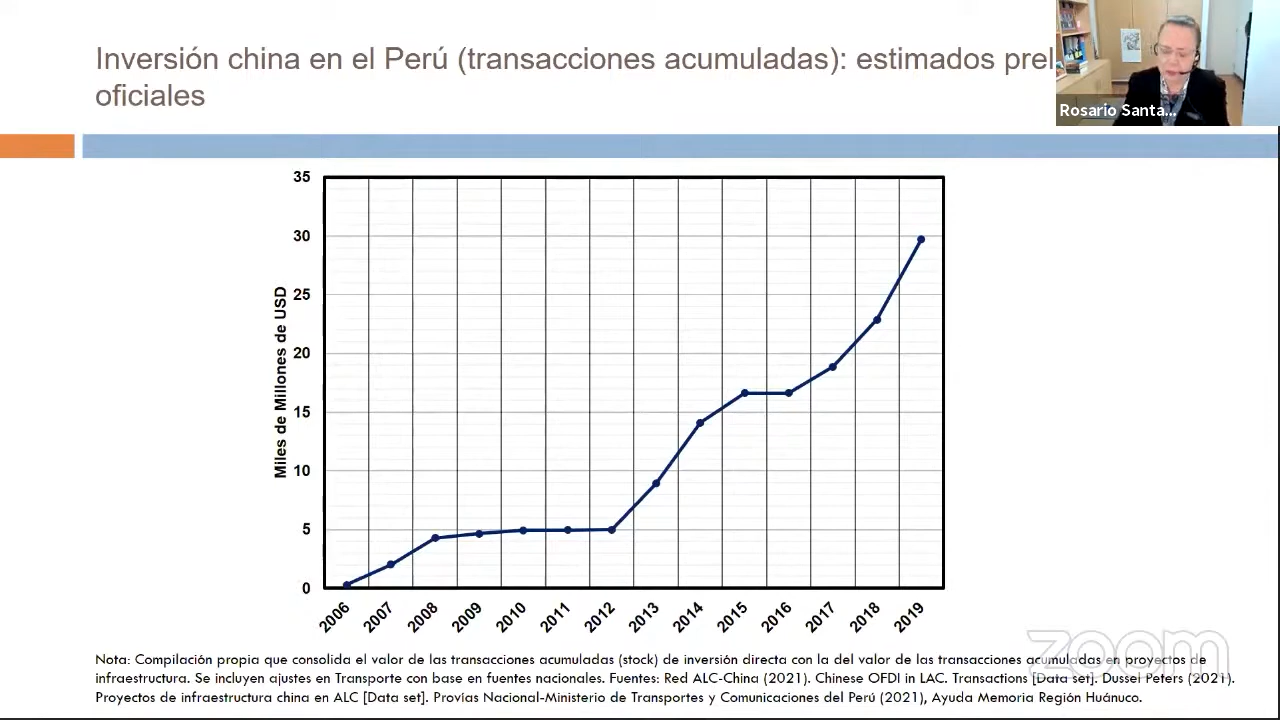 Inversión china en el Perú (transacciones acumuladas): estimados
oficiales
Rosario Santa...
35
30
25
20
15
10
5
0
Miles de Millones de USD
2006
2007
2008
2009
2010
2011
2012
2013
2014
2015
2016
2017
2018
2019
zoom
Nota: Compilación propia que consolida el valor de las transacciones acumuladas (stock) de inversión directa con la del valor de las transacciones acumuladas en proyectos de
infraestructura. Se incluyen ajustes en Transporte con base en fuentes nacionales. Fuentes: Red ALC-China (2021). Chinese OFDI in LAC. Transactions [Data set]. Dussel Peters (2021).
Proyectos de infraestructura china en ALC [Data set]. Provías Nacional-Ministerio de Transportes y Comunicaciones del Perú (2021), Ayuda Memoria Región Huánuco.